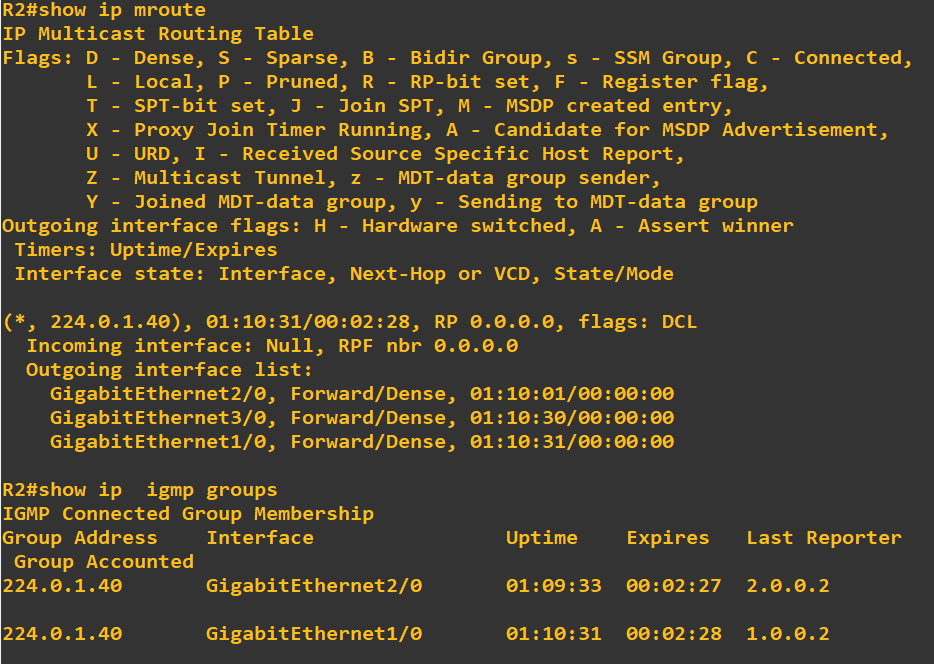 R2#show ip mroute
IP Multicast Routing Table
Flags: D - Dense, S - Sparse, B - Bidir Group, s - SSM Group, C - Connected,
       L - Local, P - Pruned, R - RP-bit set, F - Register flag,
       T - SPT-bit set, J - Join SPT, M - MSDP created entry,
       X - Proxy Join Timer Running, A - Candidate for MSDP Advertisement,
       U - URD, I - Received Source Specific Host Report,
       Z - Multicast Tunnel, z - MDT-data group sender,
       Y - Joined MDT-data group, y - Sending to MDT-data group
Outgoing interface flags: H - Hardware switched, A - Assert winner
 Timers: Uptime/Expires
 Interface state: Interface, Next-Hop or VCD, State/Mode

(*, 224.0.1.40), 01:10:31/00:02:28, RP 0.0.0.0, flags: DCL
  Incoming interface: Null, RPF nbr 0.0.0.0
  Outgoing interface list:
    GigabitEthernet2/0, Forward/Dense, 01:10:01/00:00:00
    GigabitEthernet3/0, Forward/Dense, 01:10:30/00:00:00
    GigabitEthernet1/0, Forward/Dense, 01:10:31/00:00:00

R2#show ip  igmp groups
IGMP Connected Group Membership
Group Address    Interface                Uptime    Expires   Last Reporter
 Group Accounted
224.0.1.40       GigabitEthernet2/0       01:09:33  00:02:27  2.0.0.2

224.0.1.40       GigabitEthernet1/0       01:10:31  00:02:28  1.0.0.2